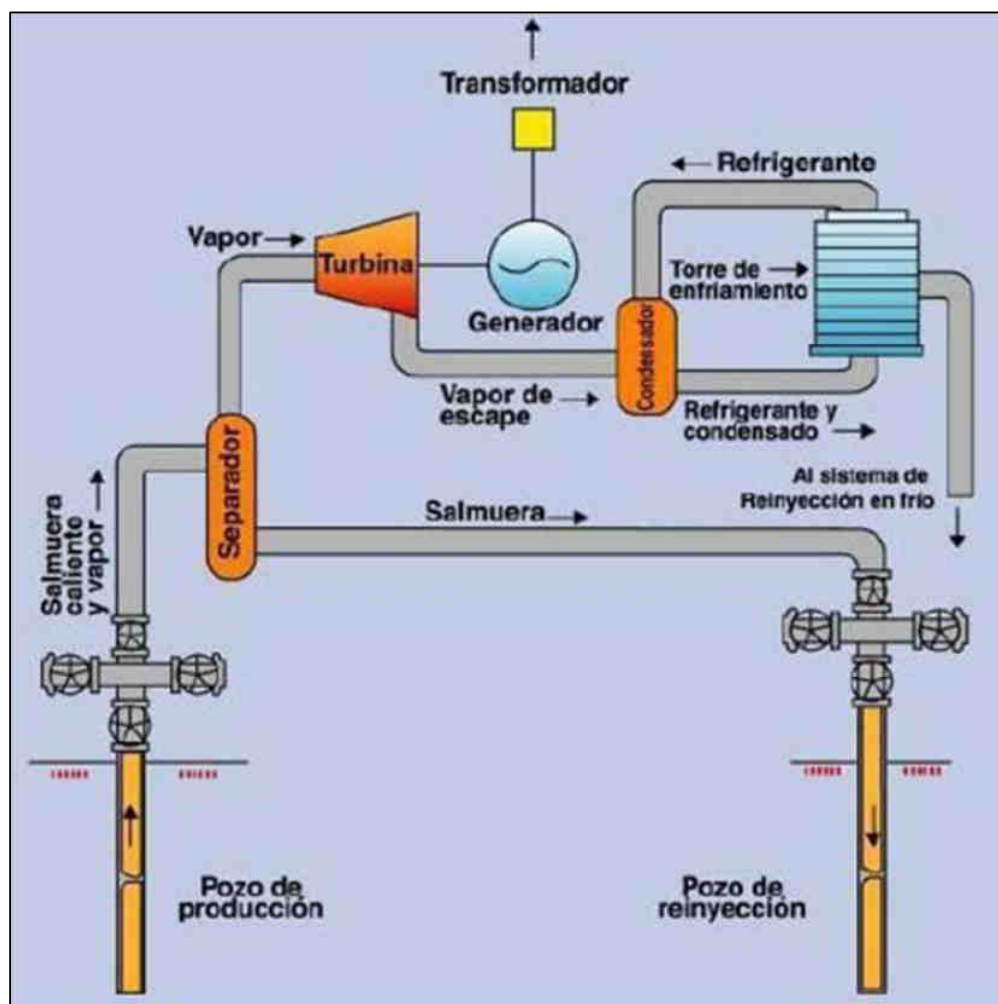 Transformador
Refrigerante
Vapor
Turbina
Torre de
enfriamiento
Generador
Condensador
Vapor de
escape
Refrigerante y
condensado
Separador
Al sistema de
Reinyección en frío
Salmuera
Salmuera
caliente
y vapor
Pozo de
producción
Pozo de
reinyección